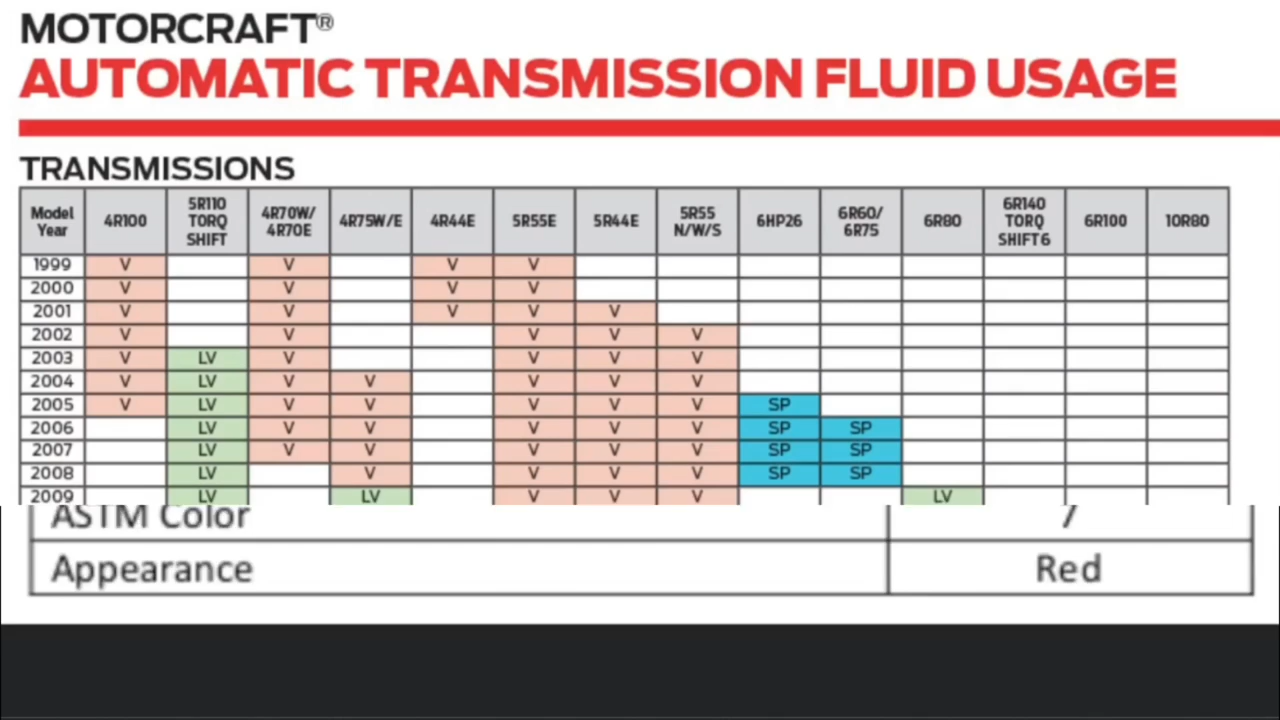 MOTORCRAFT®
AUTOMATIC TRANSMISSION FLUID USAGE
TRANSMISSIONS
Model Year 4R100 5R110 TORQ SHIFT 4R70W/ 4R70E 4R75W/E 4R44E 5R55E 5R44E 5R55 N/W/S 6HP26 6R60/ 6R75 6R80 6R140 TORQ SHIFT6 6R100 10R80
1999 V V V V
2000 V V V V
2001 V V V V V
2002 V V V V V
2003 V LV V V V V
2004 V LV V V V V V
2005 V LV V V V V V SP
2006 LV V V V V V SP SP
2007 LV V V V V V SP SP
2008 LV V V V V SP SP
2009 LV LV V V V LV
ASTM Color 7
Appearance Red